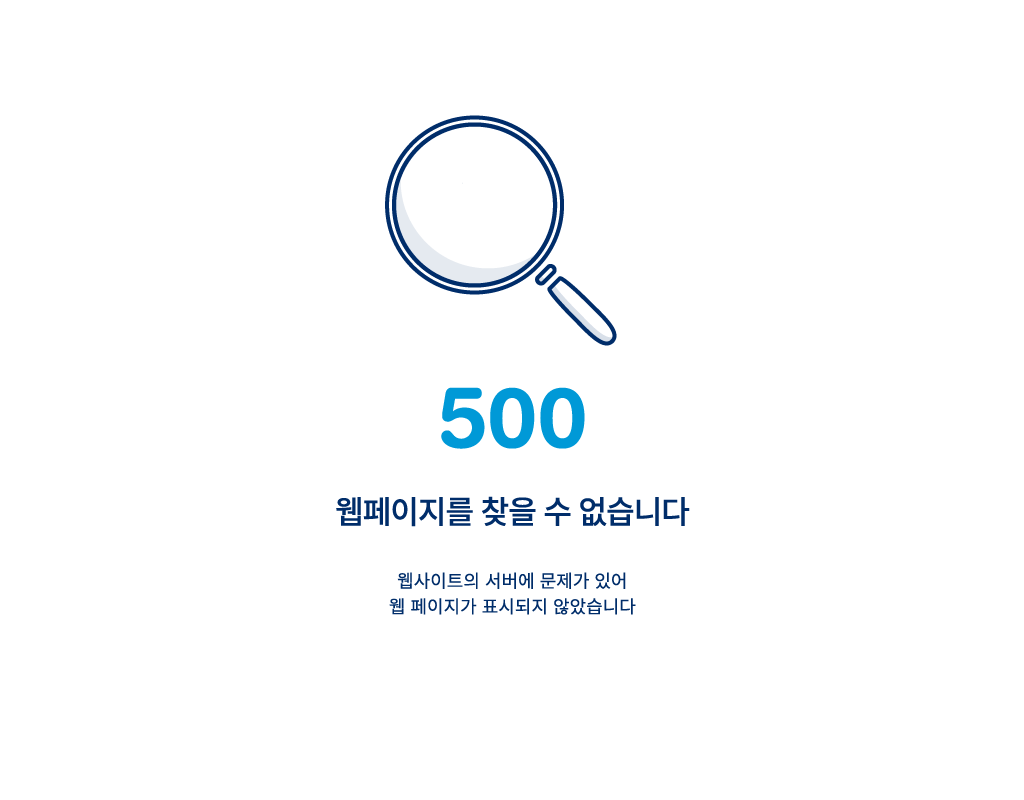 500
웹페이지를 찾을 수 없습니다
웹사이트의 서버에 문제가 있어
웹 페이지가 표시되지 않았습니다